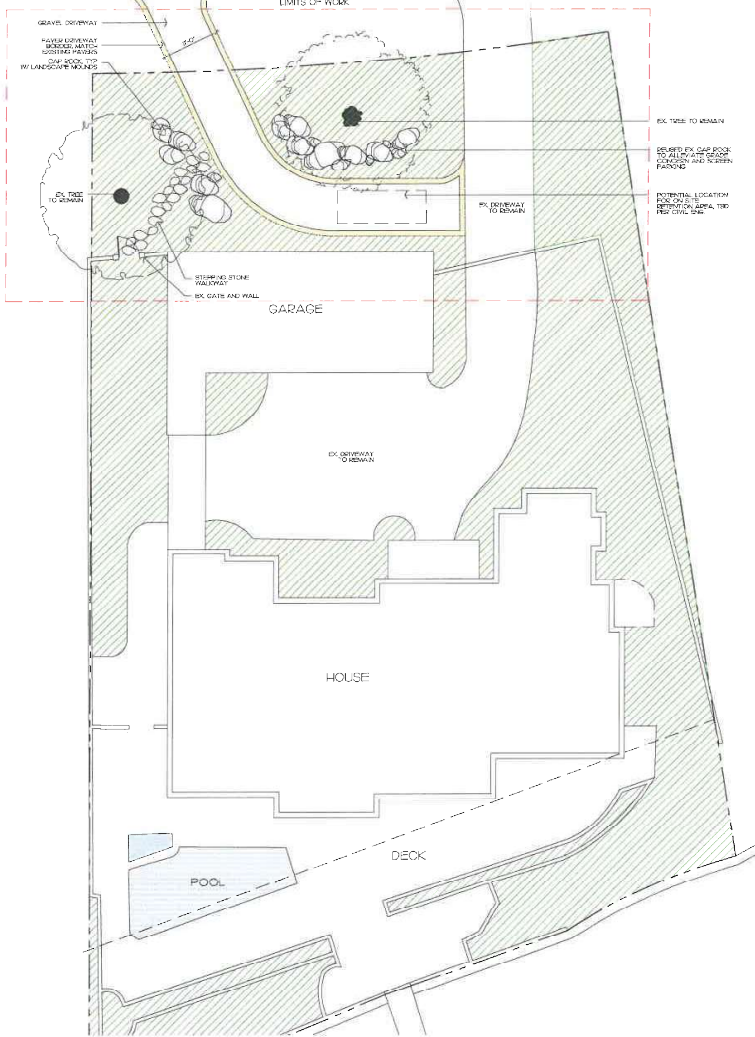 LIMITS OF WORK
GRAVEL DRIVEWAY
PAVER DRIVEWAY
BORDER, MATCH
EXISTING PAVERS
CAP ROCK, TYP.
W/ LANDSCAPE MOUNDS
EX. TREE TO REMAIN
REUSED EX. CAP ROCK
TO ALLEVIATE GRADE
CONCERN AND SCREEN
PARKING
EX. TREE
TO REMAIN
POTENTIAL LOCATION
FOR ON SITE
RETENTION AREA, TBD
PER CIVIL ENG.
EX. DRIVEWAY
TO REMAIN
STEPPING STONE
WALKWAY
EX. GATE AND WALL
GARAGE
EX. DRIVEWAY
TO REMAIN
HOUSE
DECK
POOL